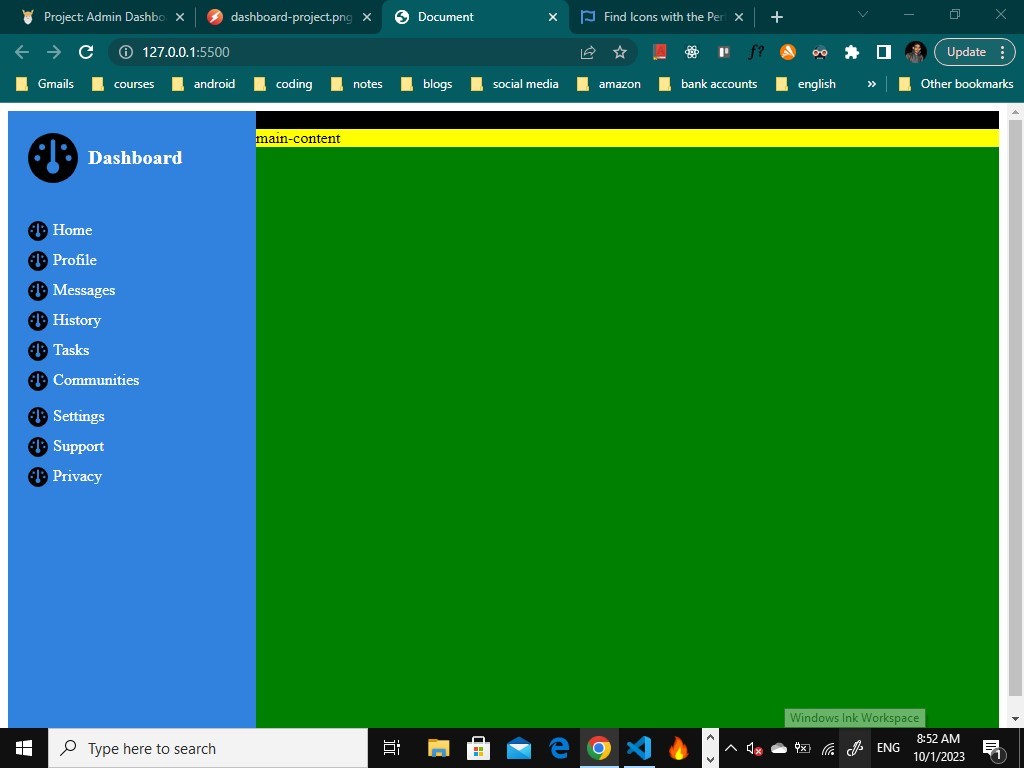 Project: Admin Dashbo
dashboard-project.png
Document
Find Icons with the Per
127.0.0.1:5500
f?
Update
Gmails
courses
android
coding
notes
blogs
social media
amazon
bank accounts
english
»
Other bookmarks
Dashboard
main-content
Home
Profile
Messages
History
Tasks
Communities
Settings
Support
Privacy
Windows Ink Workspace
Type here to search
ENG
8:52 AM
10/1/2023
1